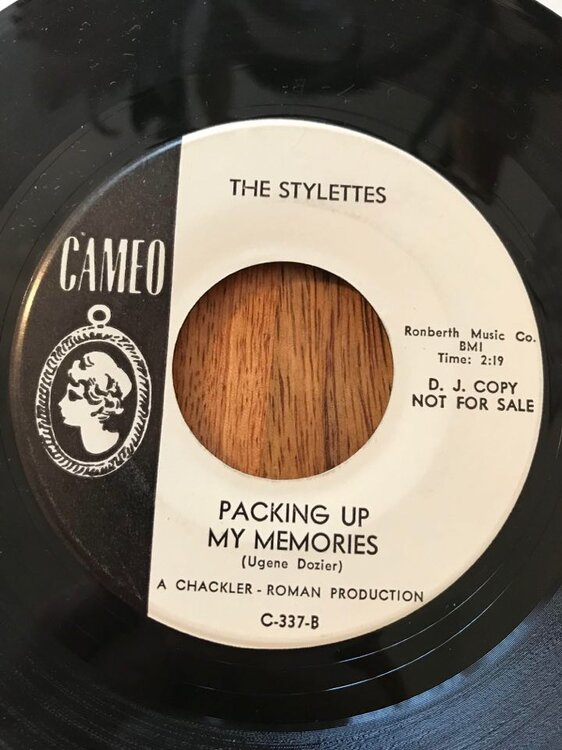 THE STYLETTES
CAMEO
Ronberth Music Co.
BMI
Time: 2:19
D. J. COPY
NOT FOR SALE
PACKING UP
MY MEMORIES
(Ugene Dozier)
A CHACKLER - ROMAN PRODUCTION
C-337-B